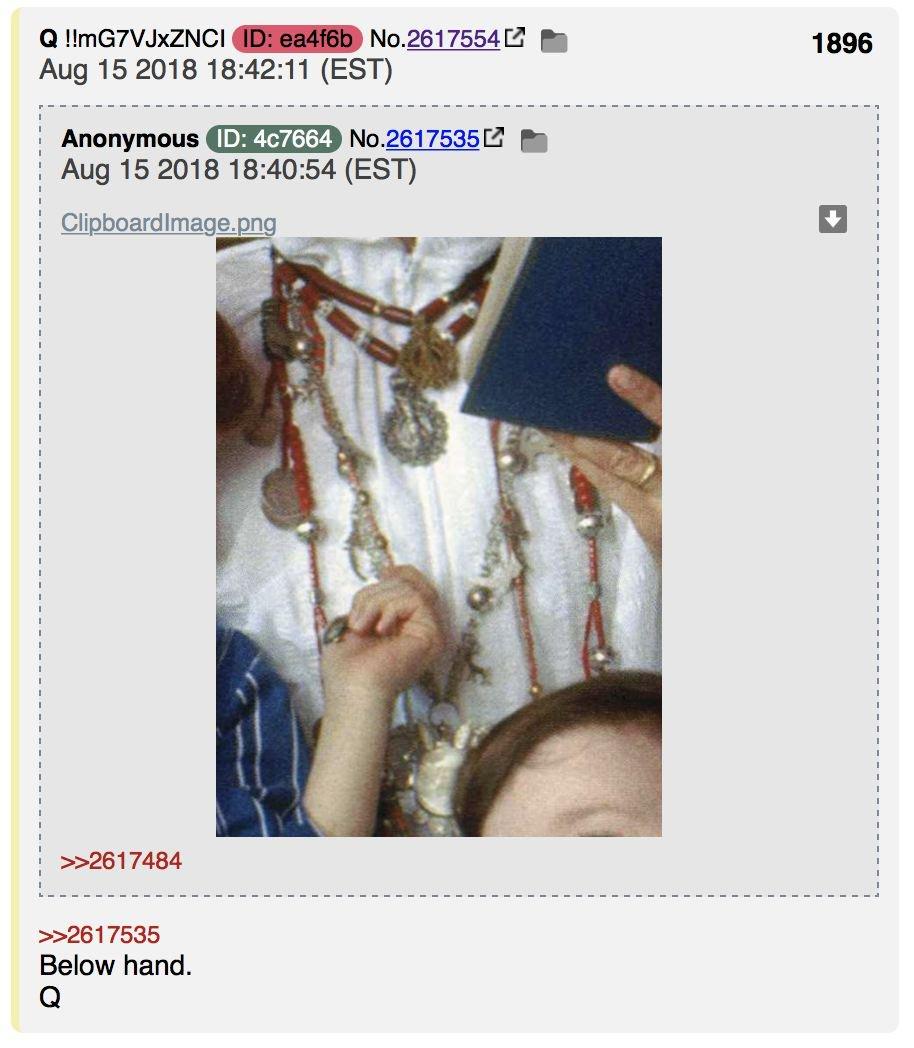 Q !!mG7VJxZNCI ID: ea4f6b No.2617554 1896
Aug 15 2018 18:42:11 (EST)
Anonymous ID: 4c7664 No.2617535
Aug 15 2018 18:40:54 (EST)
ClipboardImage.png
>>2617484
>>2617535
Below hand.
Q